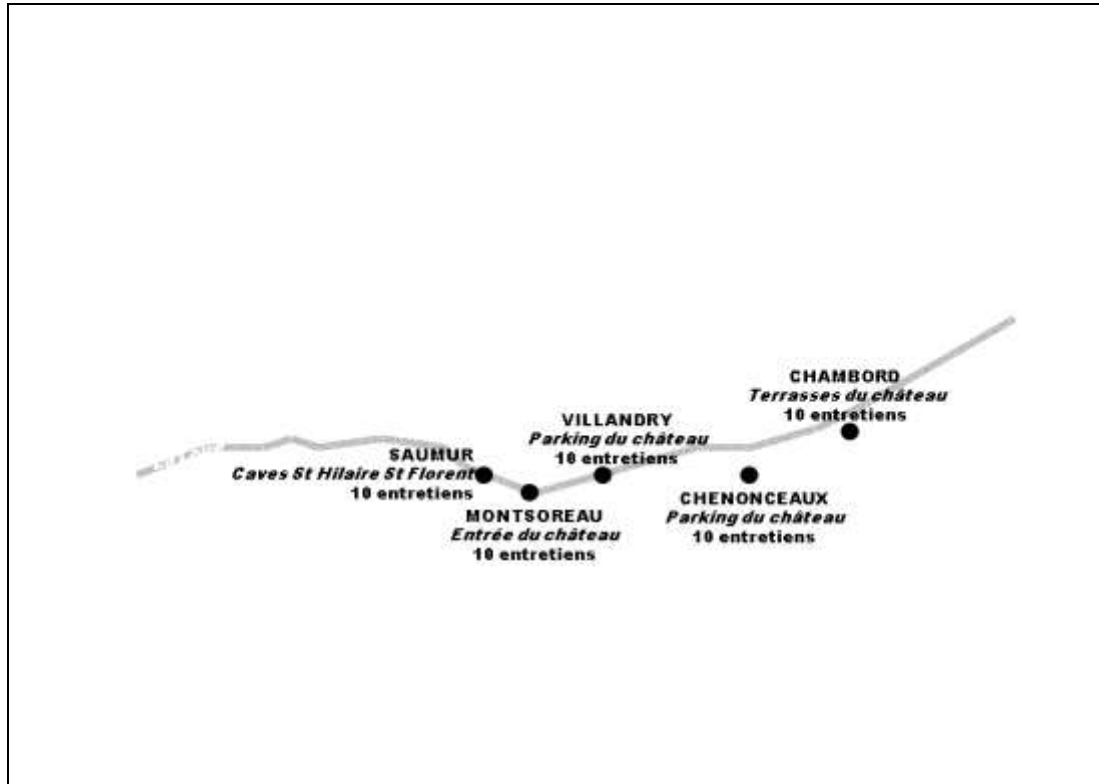 CHAMBORD
Terrasses du château
10 entretiens
VILLANDRY
Parking du château
10 entretiens
SAUMUR
Caves St Hilaire St Florent
10 entretiens
MONTSOREAU
Entrée du château
10 entretiens
CHENONCEAUX
Parking du château
10 entretiens